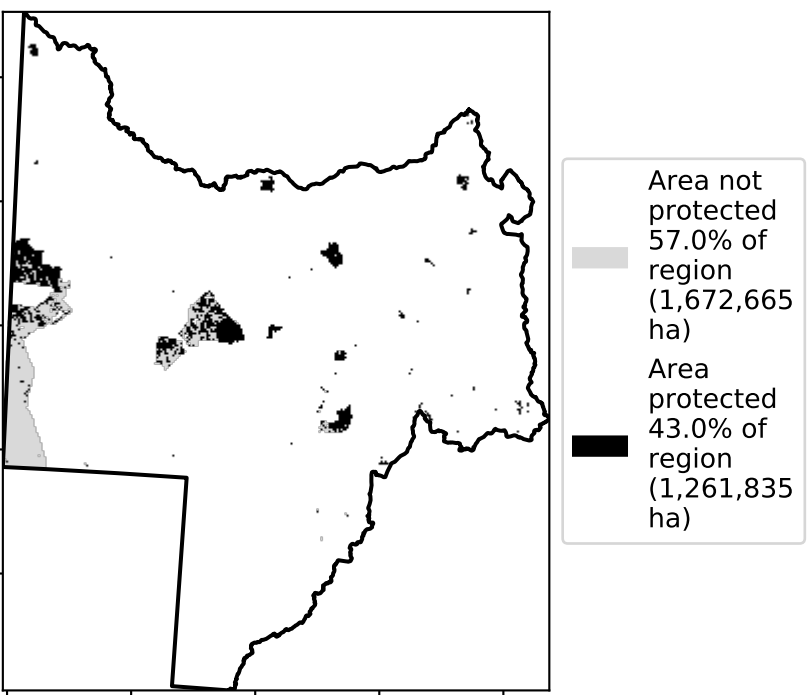 Area not
protected
57.0% of
region
(1,672,665
ha)
Area
protected
43.0% of
region
(1,261,835
ha)